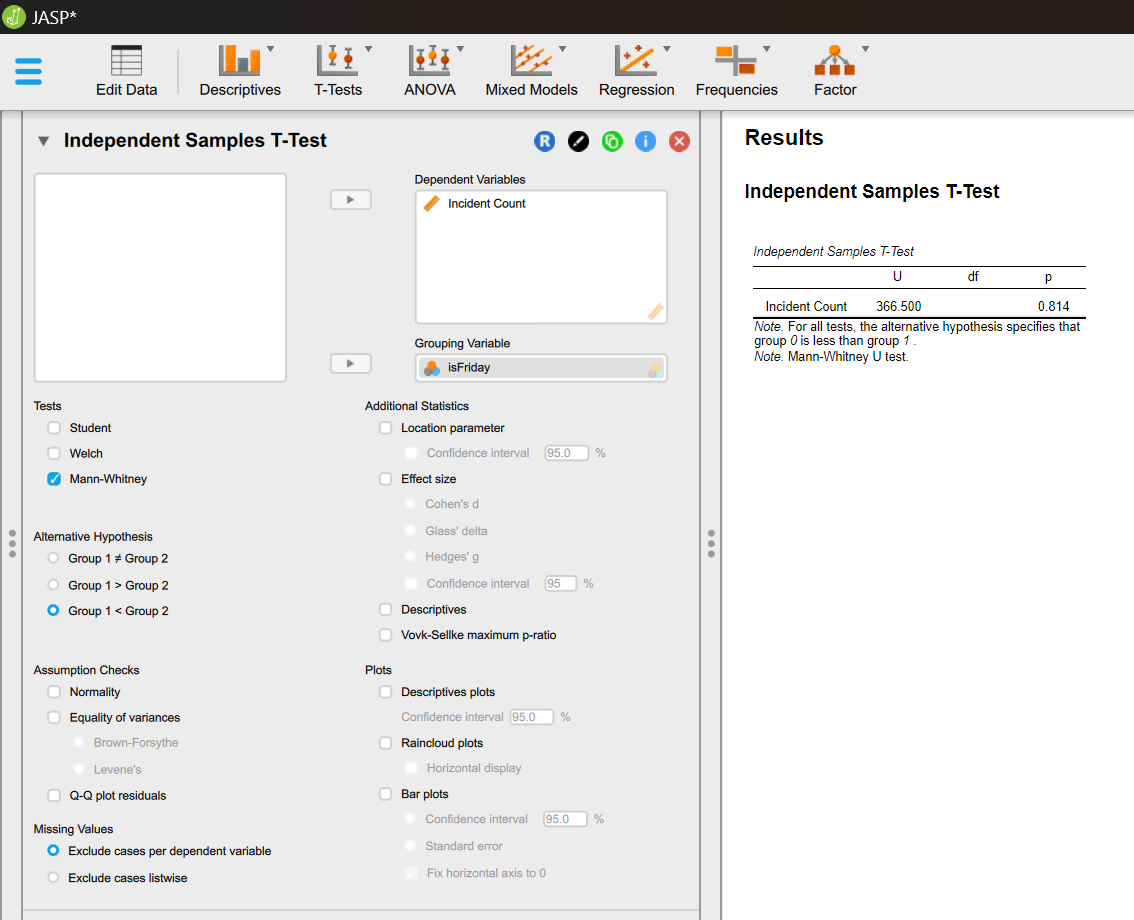 JASP*
Edit Data
Descriptives
T-Tests
ANOVA
Mixed Models
Regression
Frequencies
Factor
Independent Samples T-Test
R
i
Dependent Variables
Incident Count
Grouping Variable
isFriday
Tests
Student
Welch
Mann-Whitney
Alternative Hypothesis
Group 1 ≠ Group 2
Group 1 > Group 2
Group 1 < Group 2
Assumption Checks
Normality
Equality of variances
Brown-Forsythe
Levene's
Q-Q plot residuals
Missing Values
Exclude cases per dependent variable
Exclude cases listwise
Additional Statistics
Location parameter
Confidence interval 95.0 %
Effect size
Cohen's d
Glass' delta
Hedges' g
Confidence interval 95 %
Descriptives
Vovk-Sellke maximum p-ratio
Plots
Descriptives plots
Confidence interval 95.0 %
Raincloud plots
Horizontal display
Bar plots
Confidence interval 95.0 %
Standard error
Fix horizontal axis to 0
Results
Independent Samples T-Test
Independent Samples T-Test
U df p
Incident Count 366.500 0.814
Note. For all tests, the alternative hypothesis specifies that
group 0 is less than group 1 .
Note. Mann-Whitney U test.